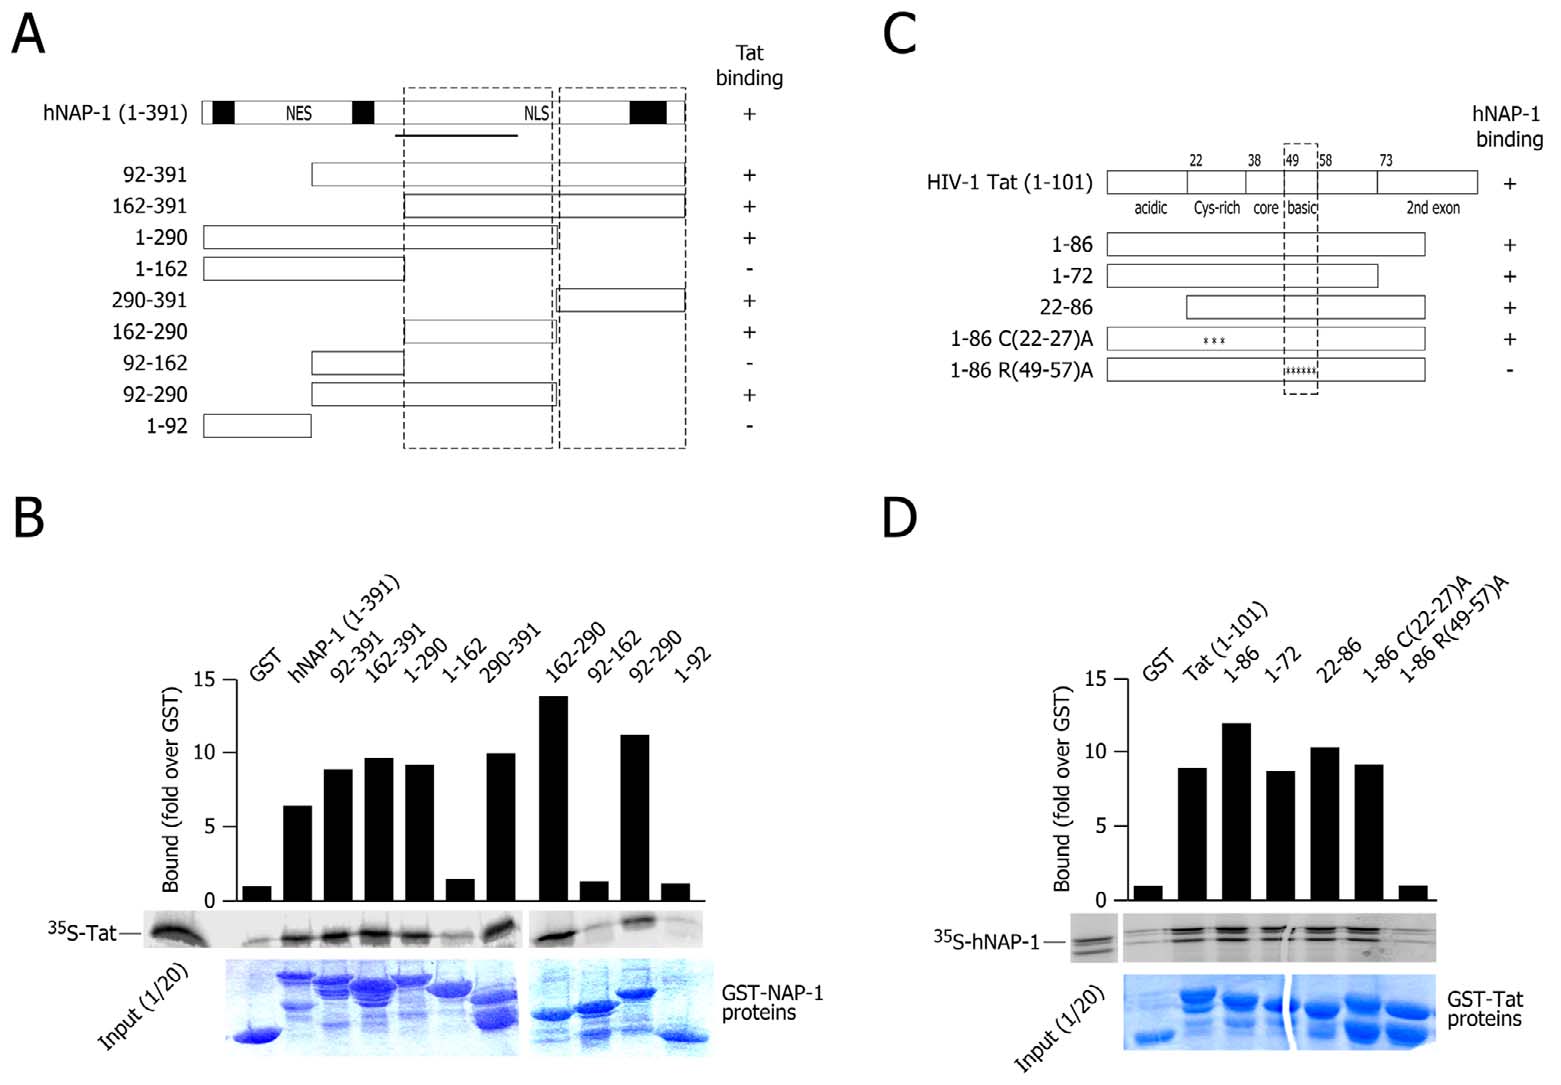 A
Tat
binding
hNAP-1 (1-391)
NES
NLS
+
92-391
+
162-391
+
1-290
+
1-162
-
290-391
+
162-290
+
92-162
-
92-290
+
1-92
-
C
hNAP-1
binding
22
38
49
58
73
HIV-1 Tat (1-101)
+
acidic
Cys-rich
core
basic
2nd exon
1-86
+
1-72
+
22-86
+
1-86 C(22-27)A
***
+
1-86 R(49-57)A
******
-
B
GST
hNAP-1 (1-391)
92-391
162-391
1-290
1-162
290-391
162-290
92-162
92-290
1-92
Bound (fold over GST)
15
10
5
0
35S-Tat
Input (1/20)
GST-NAP-1
proteins
D
GST
Tat (1-101)
1-86
1-72
22-86
1-86 C(22-27)A
1-86 R(49-57)A
Bound (fold over GST)
15
10
5
0
35S-hNAP-1
Input (1/20)
GST-Tat
proteins